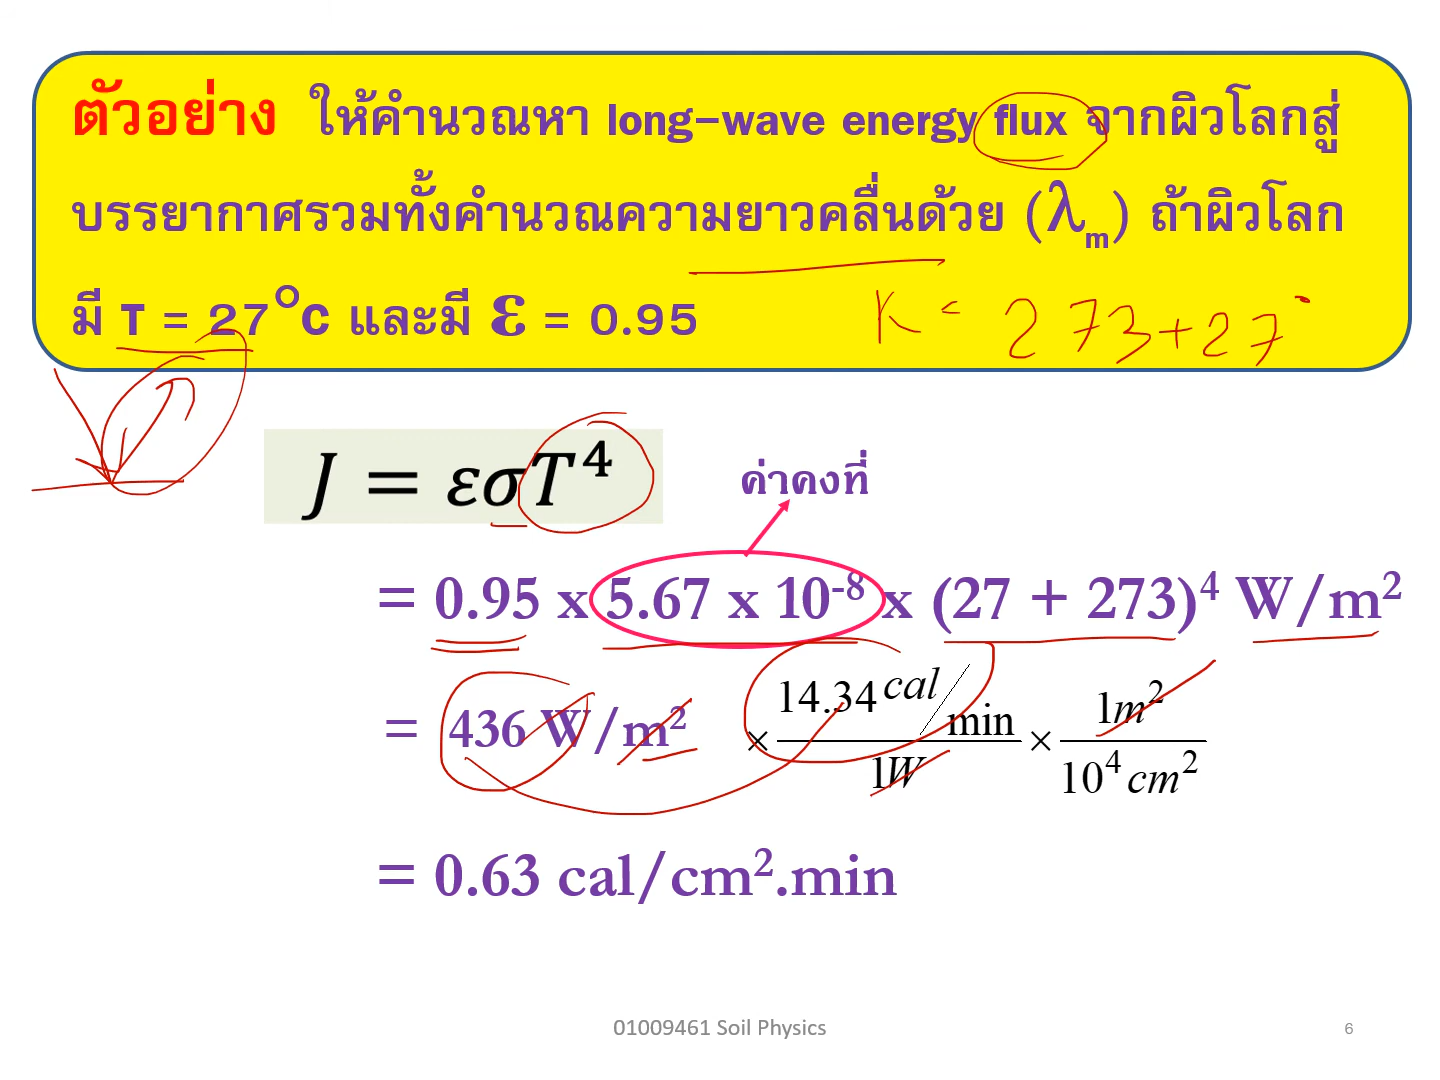 ตัวอย่าง ให้คำนวณหา long-wave energy flux จากผิวโลกสู่
บรรยากาศรวมทั้งคำนวณความยาวคลื่นด้วย (λm) ถ้าผิวโลก
มี T = 27°c และมี ε = 0.95
K = 273+27
J = εσT⁴
ค่าคงที่
= 0.95 x 5.67 x 10⁻⁸ x (27 + 273)⁴ W/m²
= 436 W/m² × 14.34 cal/min / 1W × 1m² / 10⁴ cm²
= 0.63 cal/cm².min
01009461 Soil Physics
6